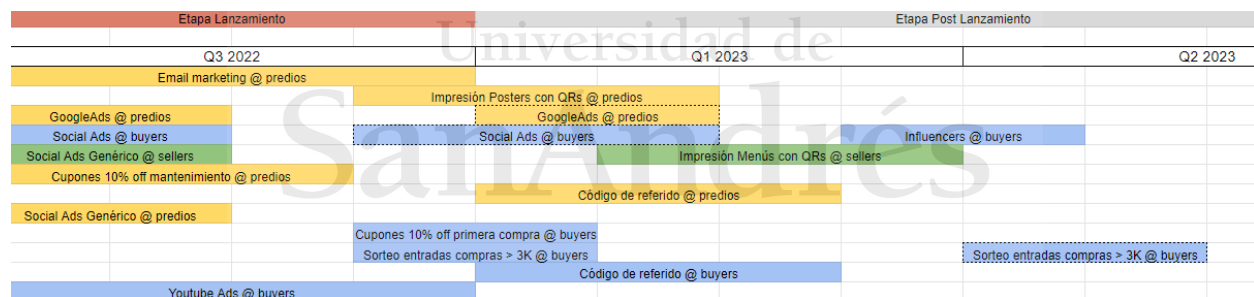 Etapa Lanzamiento Etapa Post Lanzamiento
Universidad de
SanAndrés
Q3 2022 Q1 2023 Q2 2023
Email marketing @ predios
Impresión Posters con QRs @ predios
GoogleAds @ predios GoogleAds @ predios
Social Ads @ buyers Social Ads @ buyers Influencers @ buyers
Social Ads Genérico @ sellers Impresión Menús con QRs @ sellers
Cupones 10% off mantenimiento @ predios
Código de referido @ predios
Social Ads Genérico @ predios
Cupones 10% off primera compra @ buyers
Sorteo entradas compras > 3K @ buyers Sorteo entradas compras > 3K @ buyers
Código de referido @ buyers
Youtube Ads @ buyers